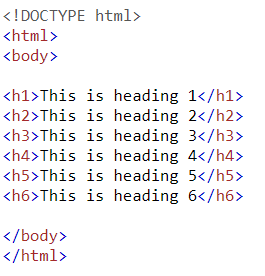 <!DOCTYPE html>
<html>
<body>
<h1>This is heading 1</h1>
<h2>This is heading 2</h2>
<h3>This is heading 3</h3>
<h4>This is heading 4</h4>
<h5>This is heading 5</h5>
<h6>This is heading 6</h6>
</body>
</html>